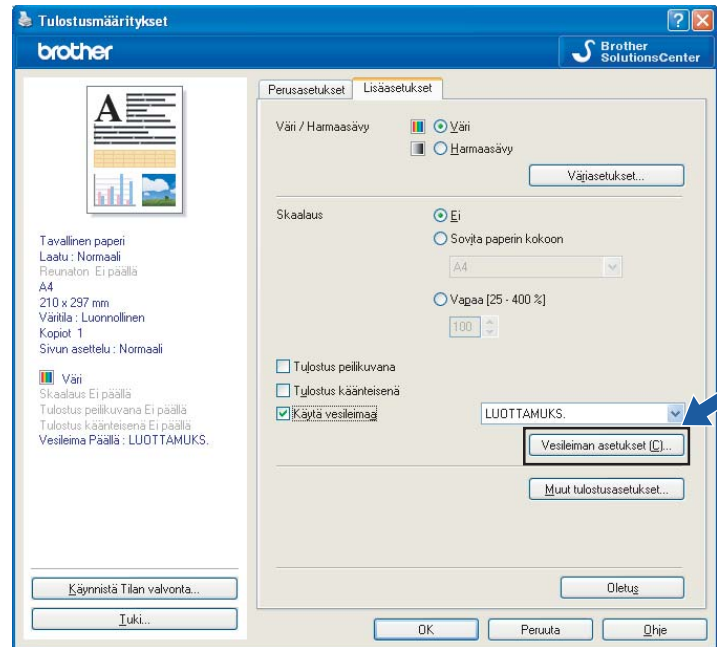 Tulostusmääritykset
brother
Brother
SolutionsCenter
A
Tavallinen paperi
Laatu : Normaali
Reunaton Ei päällä
A4
210 x 297 mm
Väritila : Luonnollinen
Kopiot 1
Sivun asettelu : Normaali
Väri
Skaalaus Ei päällä
Tulostus peilikuvana Ei päällä
Tulostus käänteisenä Ei päällä
Vesileima Päällä : LUOTTAMUKS.
Käynnistä Tilan valvonta...
Tuki...
Perusasetukset Lisäasetukset
Väri / Harmaasävy
Väri
Harmaasävy
Väriasetukset...
Skaalaus
Ei
Sovita paperin kokoon
A4
Vapaa [25 - 400 %]
100
Tulostus peilikuvana
Tulostus käänteisenä
Käytä vesileimaa LUOTTAMUKS.
Vesileiman asetukset (C)...
Muut tulostusasetukset...
Oletus
OK Peruuta Ohje